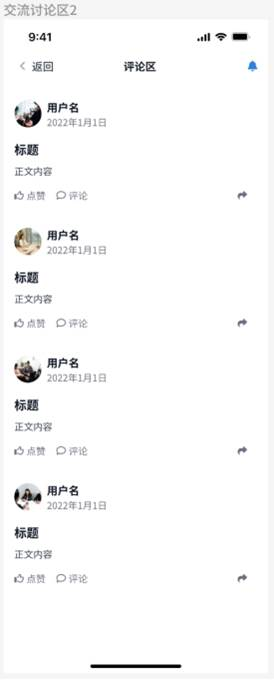 交流讨论区2
9:41
返回 评论区
用户名
2022年1月1日
标题
正文内容
点赞 评论
用户名
2022年1月1日
标题
正文内容
点赞 评论
用户名
2022年1月1日
标题
正文内容
点赞 评论
用户名
2022年1月1日
标题
正文内容
点赞 评论